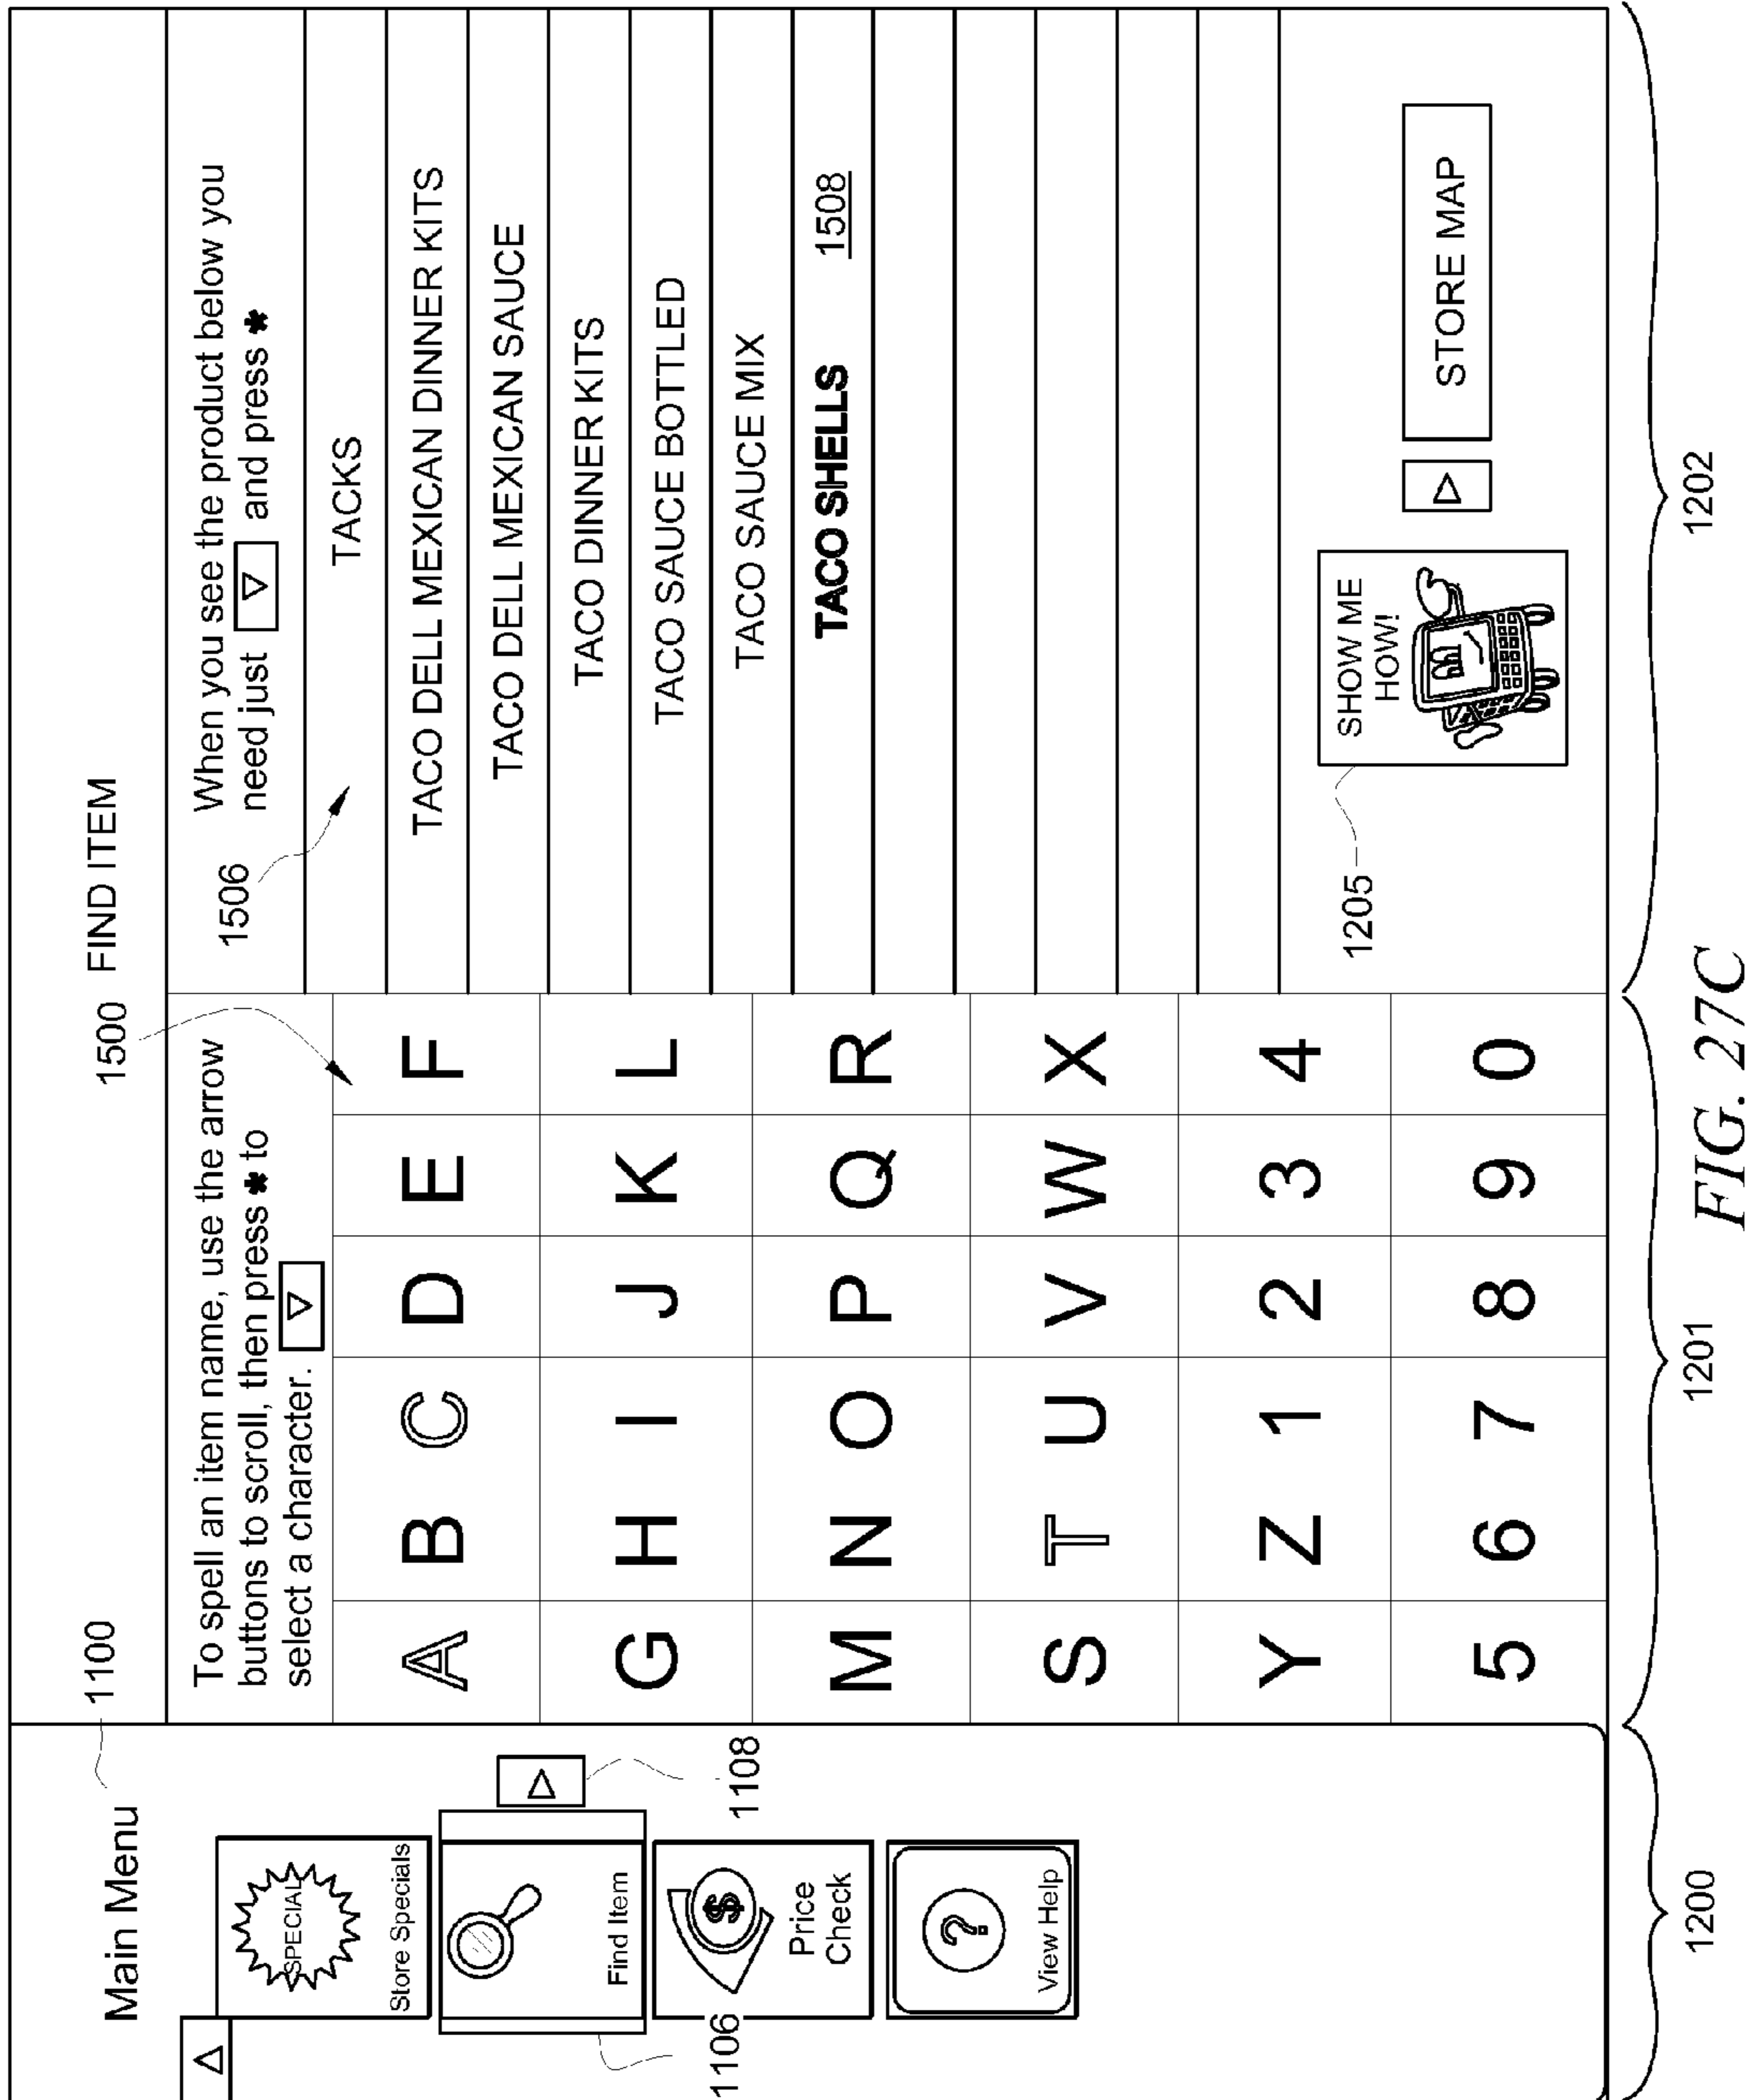 1100
1500 FIND ITEM
Main Menu
SPECIAL
Store Specials
Find Item
1108
1106
Price
Check
?
View Help
To spell an item name, use the arrow
buttons to scroll, then press ✱ to
select a character.
A B C D E F
G H I J K L
M N O P Q R
S T U V W X
Y Z 1 2 3 4
5 6 7 8 9 0
When you see the product below you
need just and press ✱
1506
TACKS
TACO DELL MEXICAN DINNER KITS
TACO DELL MEXICAN SAUCE
TACO DINNER KITS
TACO SAUCE BOTTLED
TACO SAUCE MIX
TACO SHELLS 1508
1205
SHOW ME
HOW!
STORE MAP
1200
1201
1202
FIG. 27C